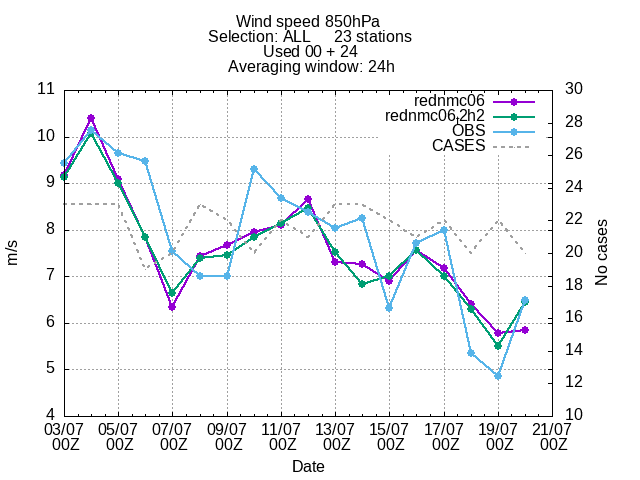 Wind speed 850hPa
Selection: ALL 23 stations
Used 00 + 24
Averaging window: 24h
rednmc06
rednmc06,2h2
OBS
CASES
11
10
9
8
7
6
5
4
m/s
30
28
26
24
22
20
18
16
14
12
10
No cases
03/07 05/07 07/07 09/07 11/07 13/07 15/07 17/07 19/07 21/07
00Z 00Z 00Z 00Z 00Z 00Z 00Z 00Z 00Z 00Z
Date